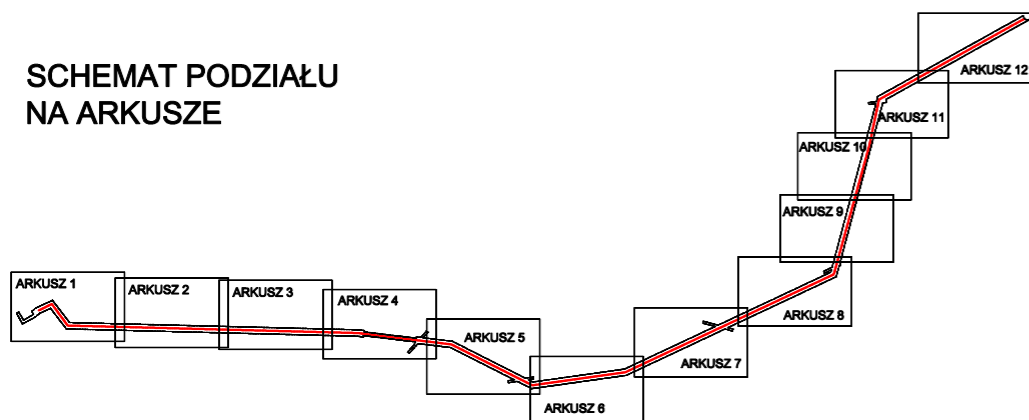 SCHEMAT PODZIAŁU
NA ARKUSZE
ARKUSZ 1
ARKUSZ 2
ARKUSZ 3
ARKUSZ 4
ARKUSZ 5
ARKUSZ 6
ARKUSZ 7
ARKUSZ 8
ARKUSZ 9
ARKUSZ 10
ARKUSZ 11
ARKUSZ 12